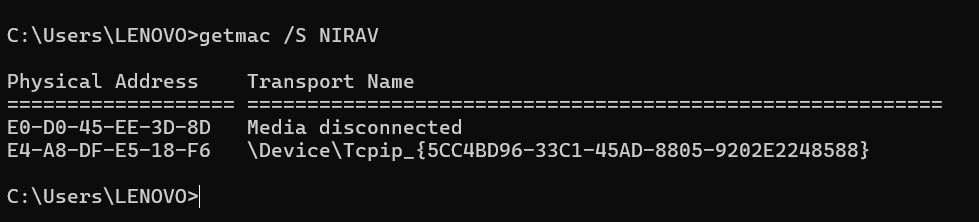 C:\Users\LENOVO>getmac /S NIRAV
Physical Address    Transport Name
=================== ==========================================================
E0-D0-45-EE-3D-8D   Media disconnected
E4-A8-DF-E5-18-F6   \Device\Tcpip_{5CC4BD96-33C1-45AD-8805-9202E2248588}
C:\Users\LENOVO>